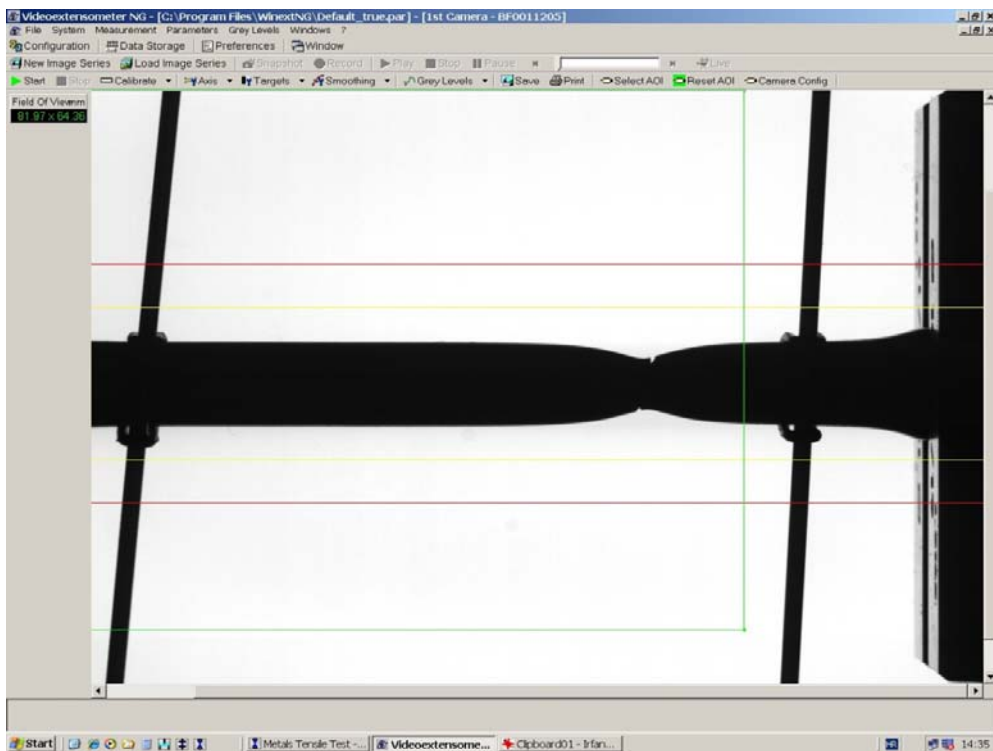 Videoextensometer NG - [C:\Program Files\WinextNG\Default_true.par] - [1st Camera - BF0011205]
File System Measurement Parameters Grey Levels Windows ?
Configuration Data Storage Preferences Window
New Image Series Load Image Series Snapshot Record Play Stop Pause Live
Start Stop Calibrate Axis Targets Smoothing Grey Levels Save Print Select AOI Reset AOI Camera Config
Field Of View mm
81.97 x 64.36
Start Metals Tensile Test -... Videoextensome... Clipboard01 - Irfan... 14:35